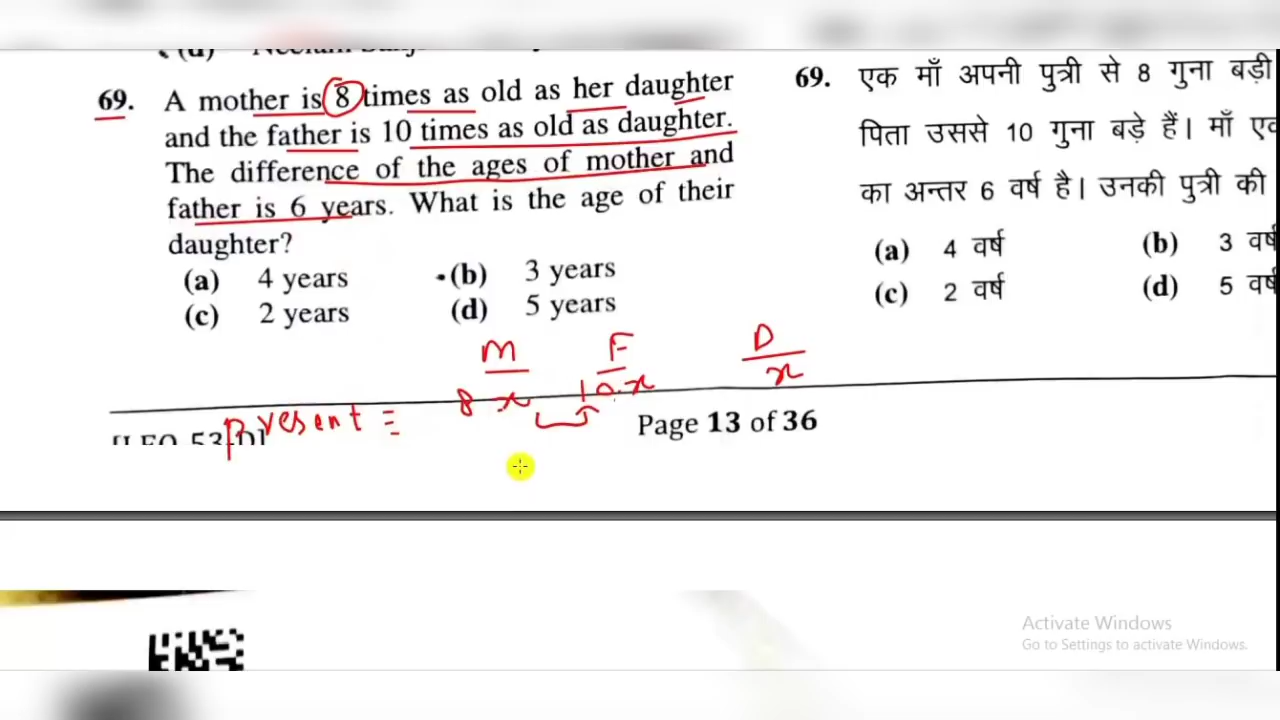 (d)
69. A mother is 8 times as old as her daughter
and the father is 10 times as old as daughter.
The difference of the ages of mother and
father is 6 years. What is the age of their
daughter?
(a) 4 years (b) 3 years
(c) 2 years (d) 5 years
69. एक माँ अपनी पुत्री से 8 गुना बड़ी
पिता उससे 10 गुना बड़े हैं। माँ
का अन्तर 6 वर्ष है। उनकी पुत्री की
(a) 4 वर्ष (b) 3
(c) 2 वर्ष (d) 5
M F D
8x 10x x
present =
Page 13 of 36
Activate Windows
Go to Settings to activate Windows.